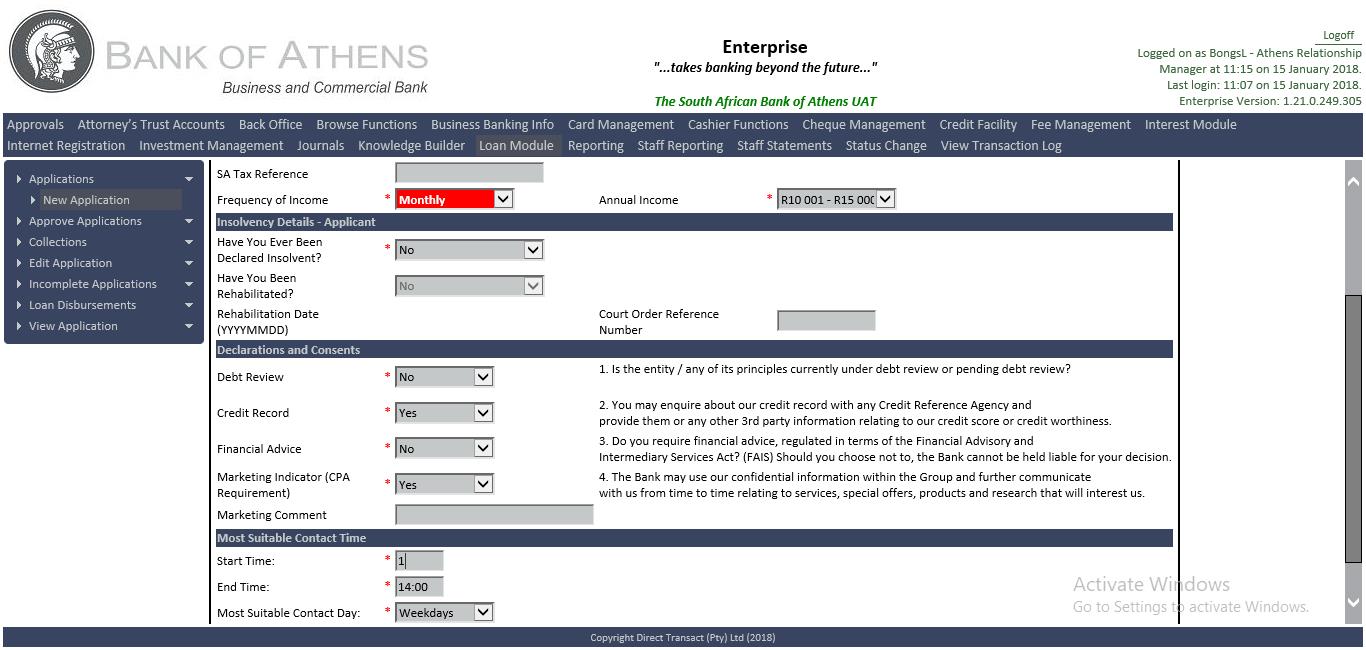 BANK OF ATHENS
Business and Commercial Bank
Enterprise
"...takes banking beyond the future..."
The South African Bank of Athens UAT
Logoff
Logged on as BongsL - Athens Relationship
Manager at 11:15 on 15 January 2018.
Last login: 11:07 on 15 January 2018.
Enterprise Version: 1.21.0.249.305
Approvals Attorney's Trust Accounts Back Office Browse Functions Business Banking Info Card Management Cashier Functions Cheque Management Credit Facility Fee Management Interest Module
Internet Registration Investment Management Journals Knowledge Builder Loan Module Reporting Staff Reporting Staff Statements Status Change View Transaction Log
Applications
New Application
Approve Applications
Collections
Edit Application
Incomplete Applications
Loan Disbursements
View Application
SA Tax Reference
Frequency of Income * Monthly Annual Income * R10 001 - R15 000
Insolvency Details - Applicant
Have You Ever Been
Declared Insolvent? * No
Have You Been
Rehabilitated? No
Rehabilitation Date
(YYYYMMDD)
Court Order Reference
Number
Declarations and Consents
Debt Review * No 1. Is the entity / any of its principles currently under debt review or pending debt review?
Credit Record * Yes 2. You may enquire about our credit record with any Credit Reference Agency and
provide them or any other 3rd party information relating to our credit score or credit worthiness.
Financial Advice * No 3. Do you require financial advice, regulated in terms of the Financial Advisory and
Intermediary Services Act? (FAIS) Should you choose not to, the Bank cannot be held liable for your decision.
Marketing Indicator (CPA
Requirement) * Yes 4. The Bank may use our confidential information within the Group and further communicate
with us from time to time relating to services, special offers, products and research that will interest us.
Marketing Comment
Most Suitable Contact Time
Start Time: * 1
End Time: * 14:00
Most Suitable Contact Day: * Weekdays
Activate Windows
Go to Settings to activate Windows.
Copyright Direct Transact (Pty) Ltd (2018)